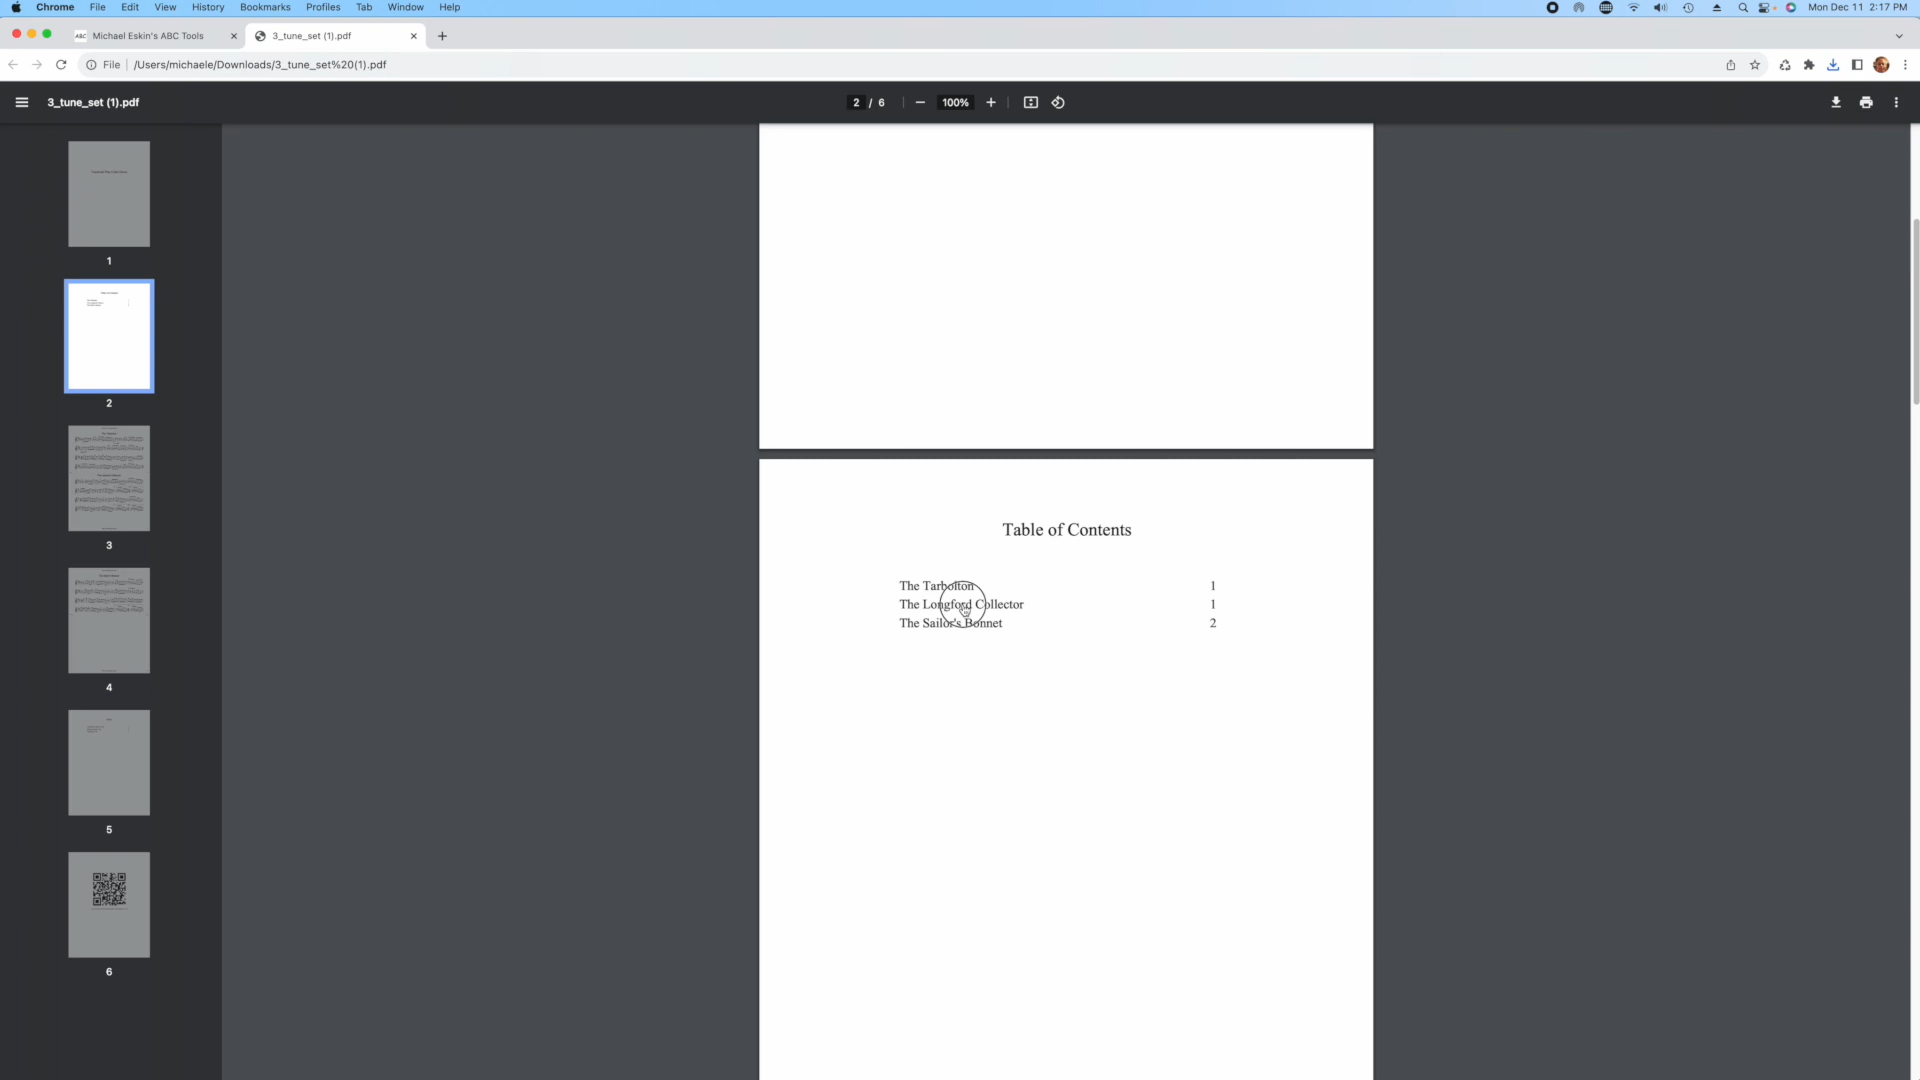 Chrome File Edit View History Bookmarks Profiles Tab Window Help Mon Dec 11 2:17 PM
ABC Michael Eskin's ABC Tools 3_tune_set (1).pdf
File /Users/michaele/Downloads/3_tune_set%20(1).pdf
3_tune_set (1).pdf 2 / 6 100%
1
2
3
4
5
6
Table of Contents
The Tarbolton 1
The Longford Collector 1
The Sailor's Bonnet 2